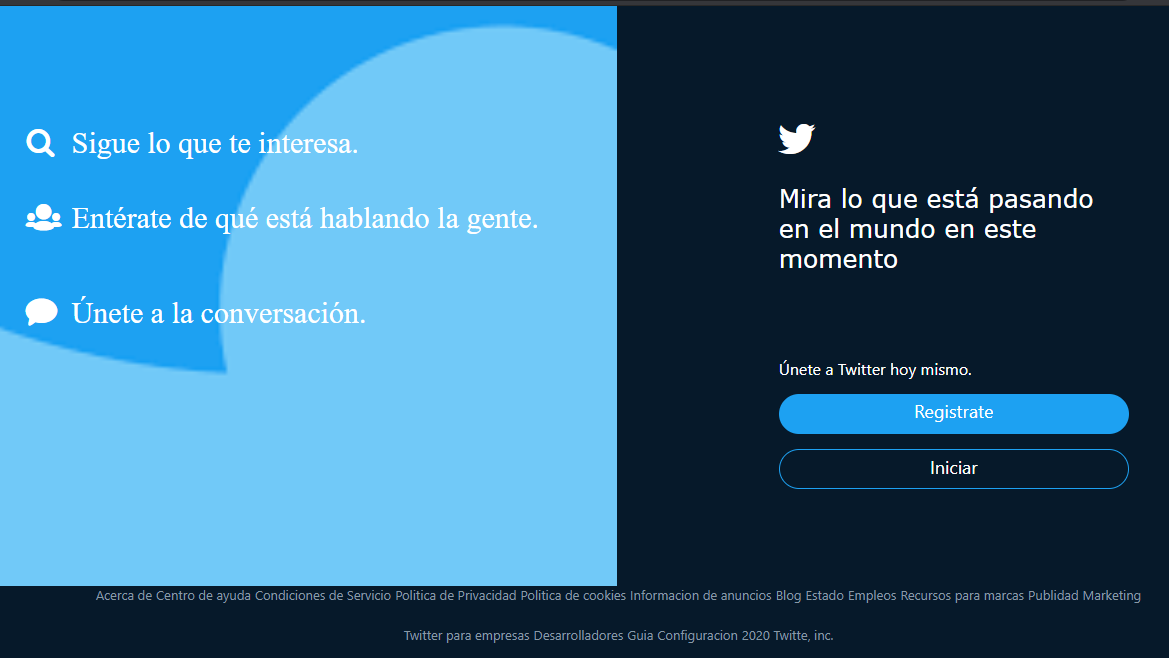 Sigue lo que te interesa.
Entérate de qué está hablando la gente.
Únete a la conversación.
Mira lo que está pasando
en el mundo en este
momento
Únete a Twitter hoy mismo.
Registrate
Iniciar
Acerca de Centro de ayuda Condiciones de Servicio Politica de Privacidad Politica de cookies Informacion de anuncios Blog Estado Empleos Recursos para marcas Publidad Marketing
Twitter para empresas Desarrolladores Guia Configuracion 2020 Twitte, inc.